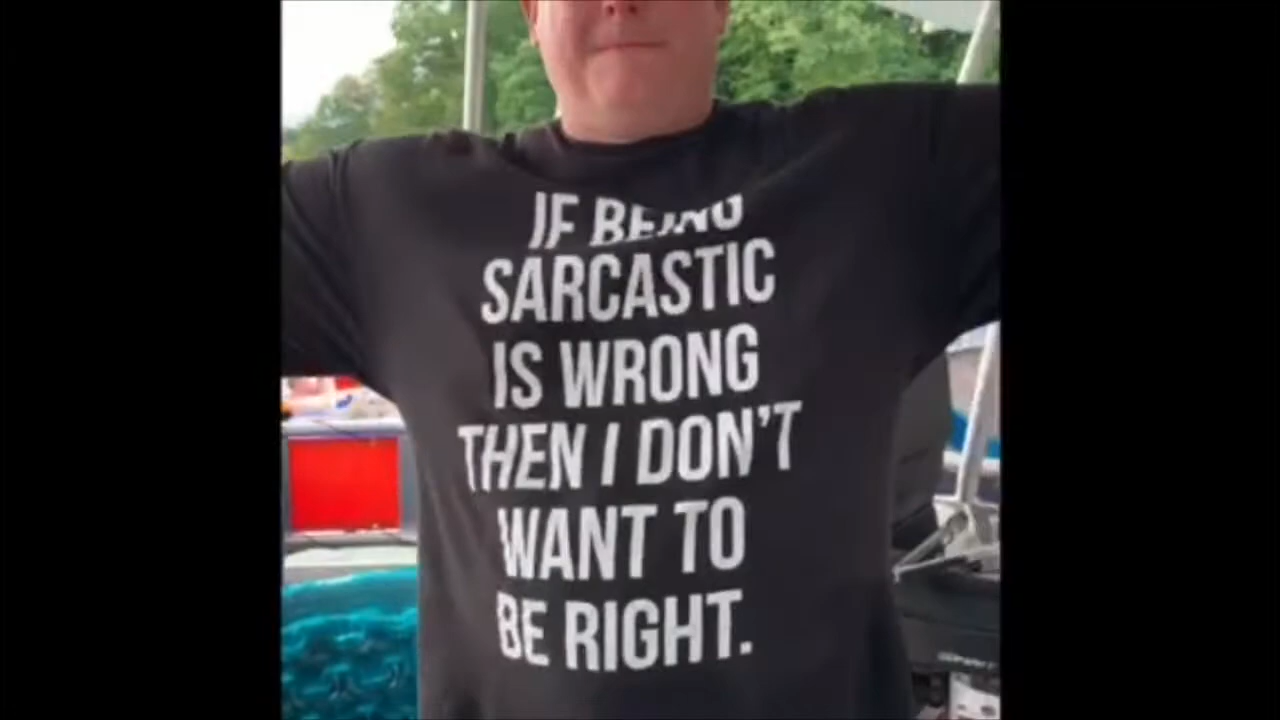 IF BEING
SARCASTIC
IS WRONG
THEN I DON'T
WANT TO
BE RIGHT.